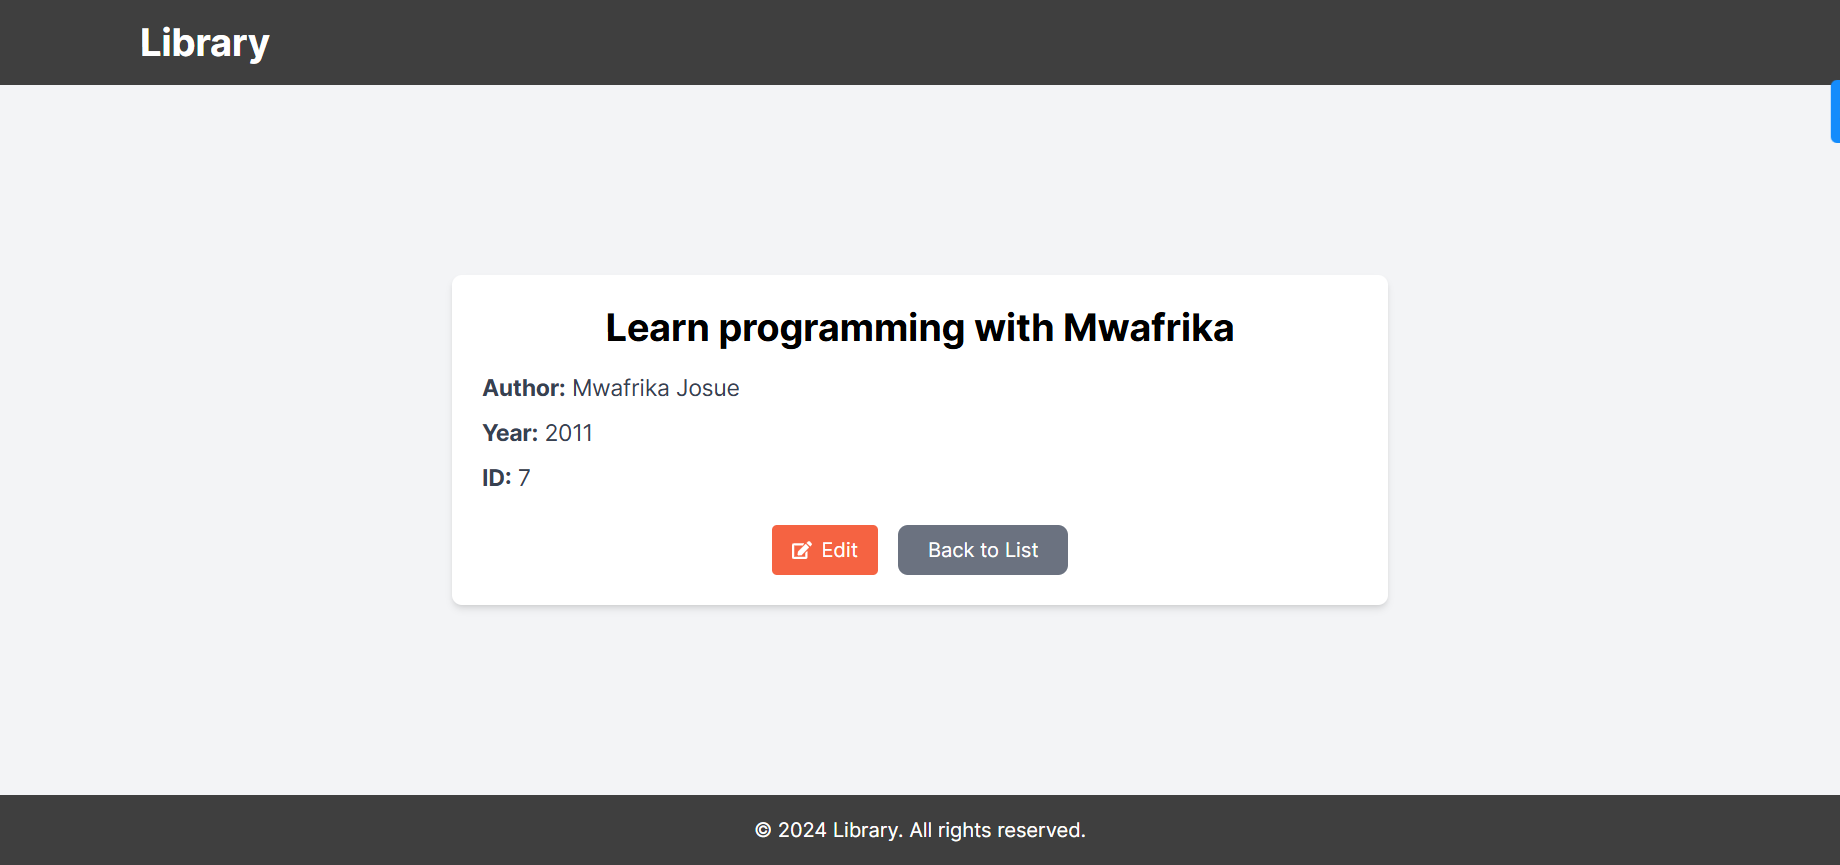 Library
Learn programming with Mwafrika
Author: Mwafrika Josue
Year: 2011
ID: 7
Edit
Back to List
© 2024 Library. All rights reserved.